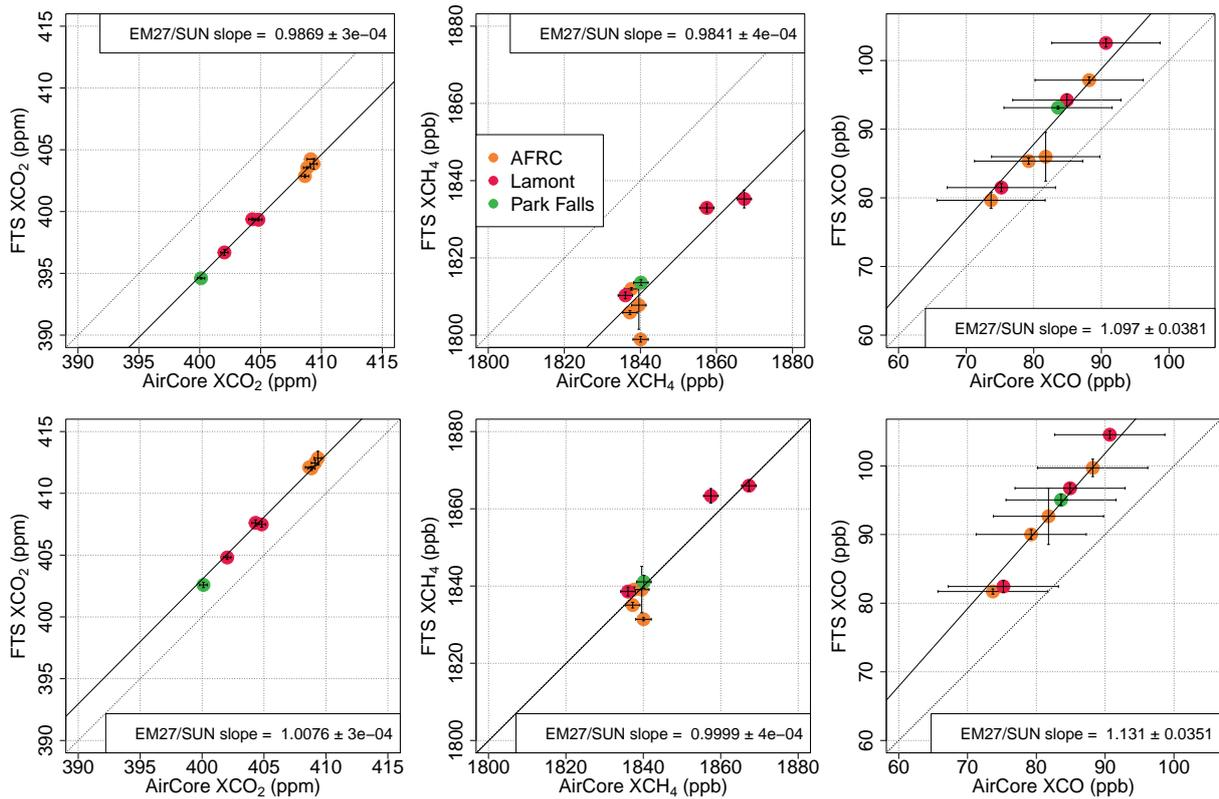 EM27/SUN slope = 0.9869 ± 3e−04
415
410
405
400
395
390
FTS XCO₂ (ppm)
390 395 400 405 410 415
AirCore XCO₂ (ppm)
EM27/SUN slope = 0.9841 ± 4e−04
AFRC
Lamont
Park Falls
1880
1860
1840
1820
1800
FTS XCH₄ (ppb)
1800 1820 1840 1860 1880
AirCore XCH₄ (ppb)
100
90
80
70
60
FTS XCO (ppb)
EM27/SUN slope = 1.097 ± 0.0381
60 70 80 90 100
AirCore XCO (ppb)
415
410
405
400
395
390
FTS XCO₂ (ppm)
EM27/SUN slope = 1.0076 ± 3e−04
390 395 400 405 410 415
AirCore XCO₂ (ppm)
1880
1860
1840
1820
1800
FTS XCH₄ (ppb)
EM27/SUN slope = 0.9999 ± 4e−04
1800 1820 1840 1860 1880
AirCore XCH₄ (ppb)
100
90
80
70
60
FTS XCO (ppb)
EM27/SUN slope = 1.131 ± 0.0351
60 70 80 90 100
AirCore XCO (ppb)